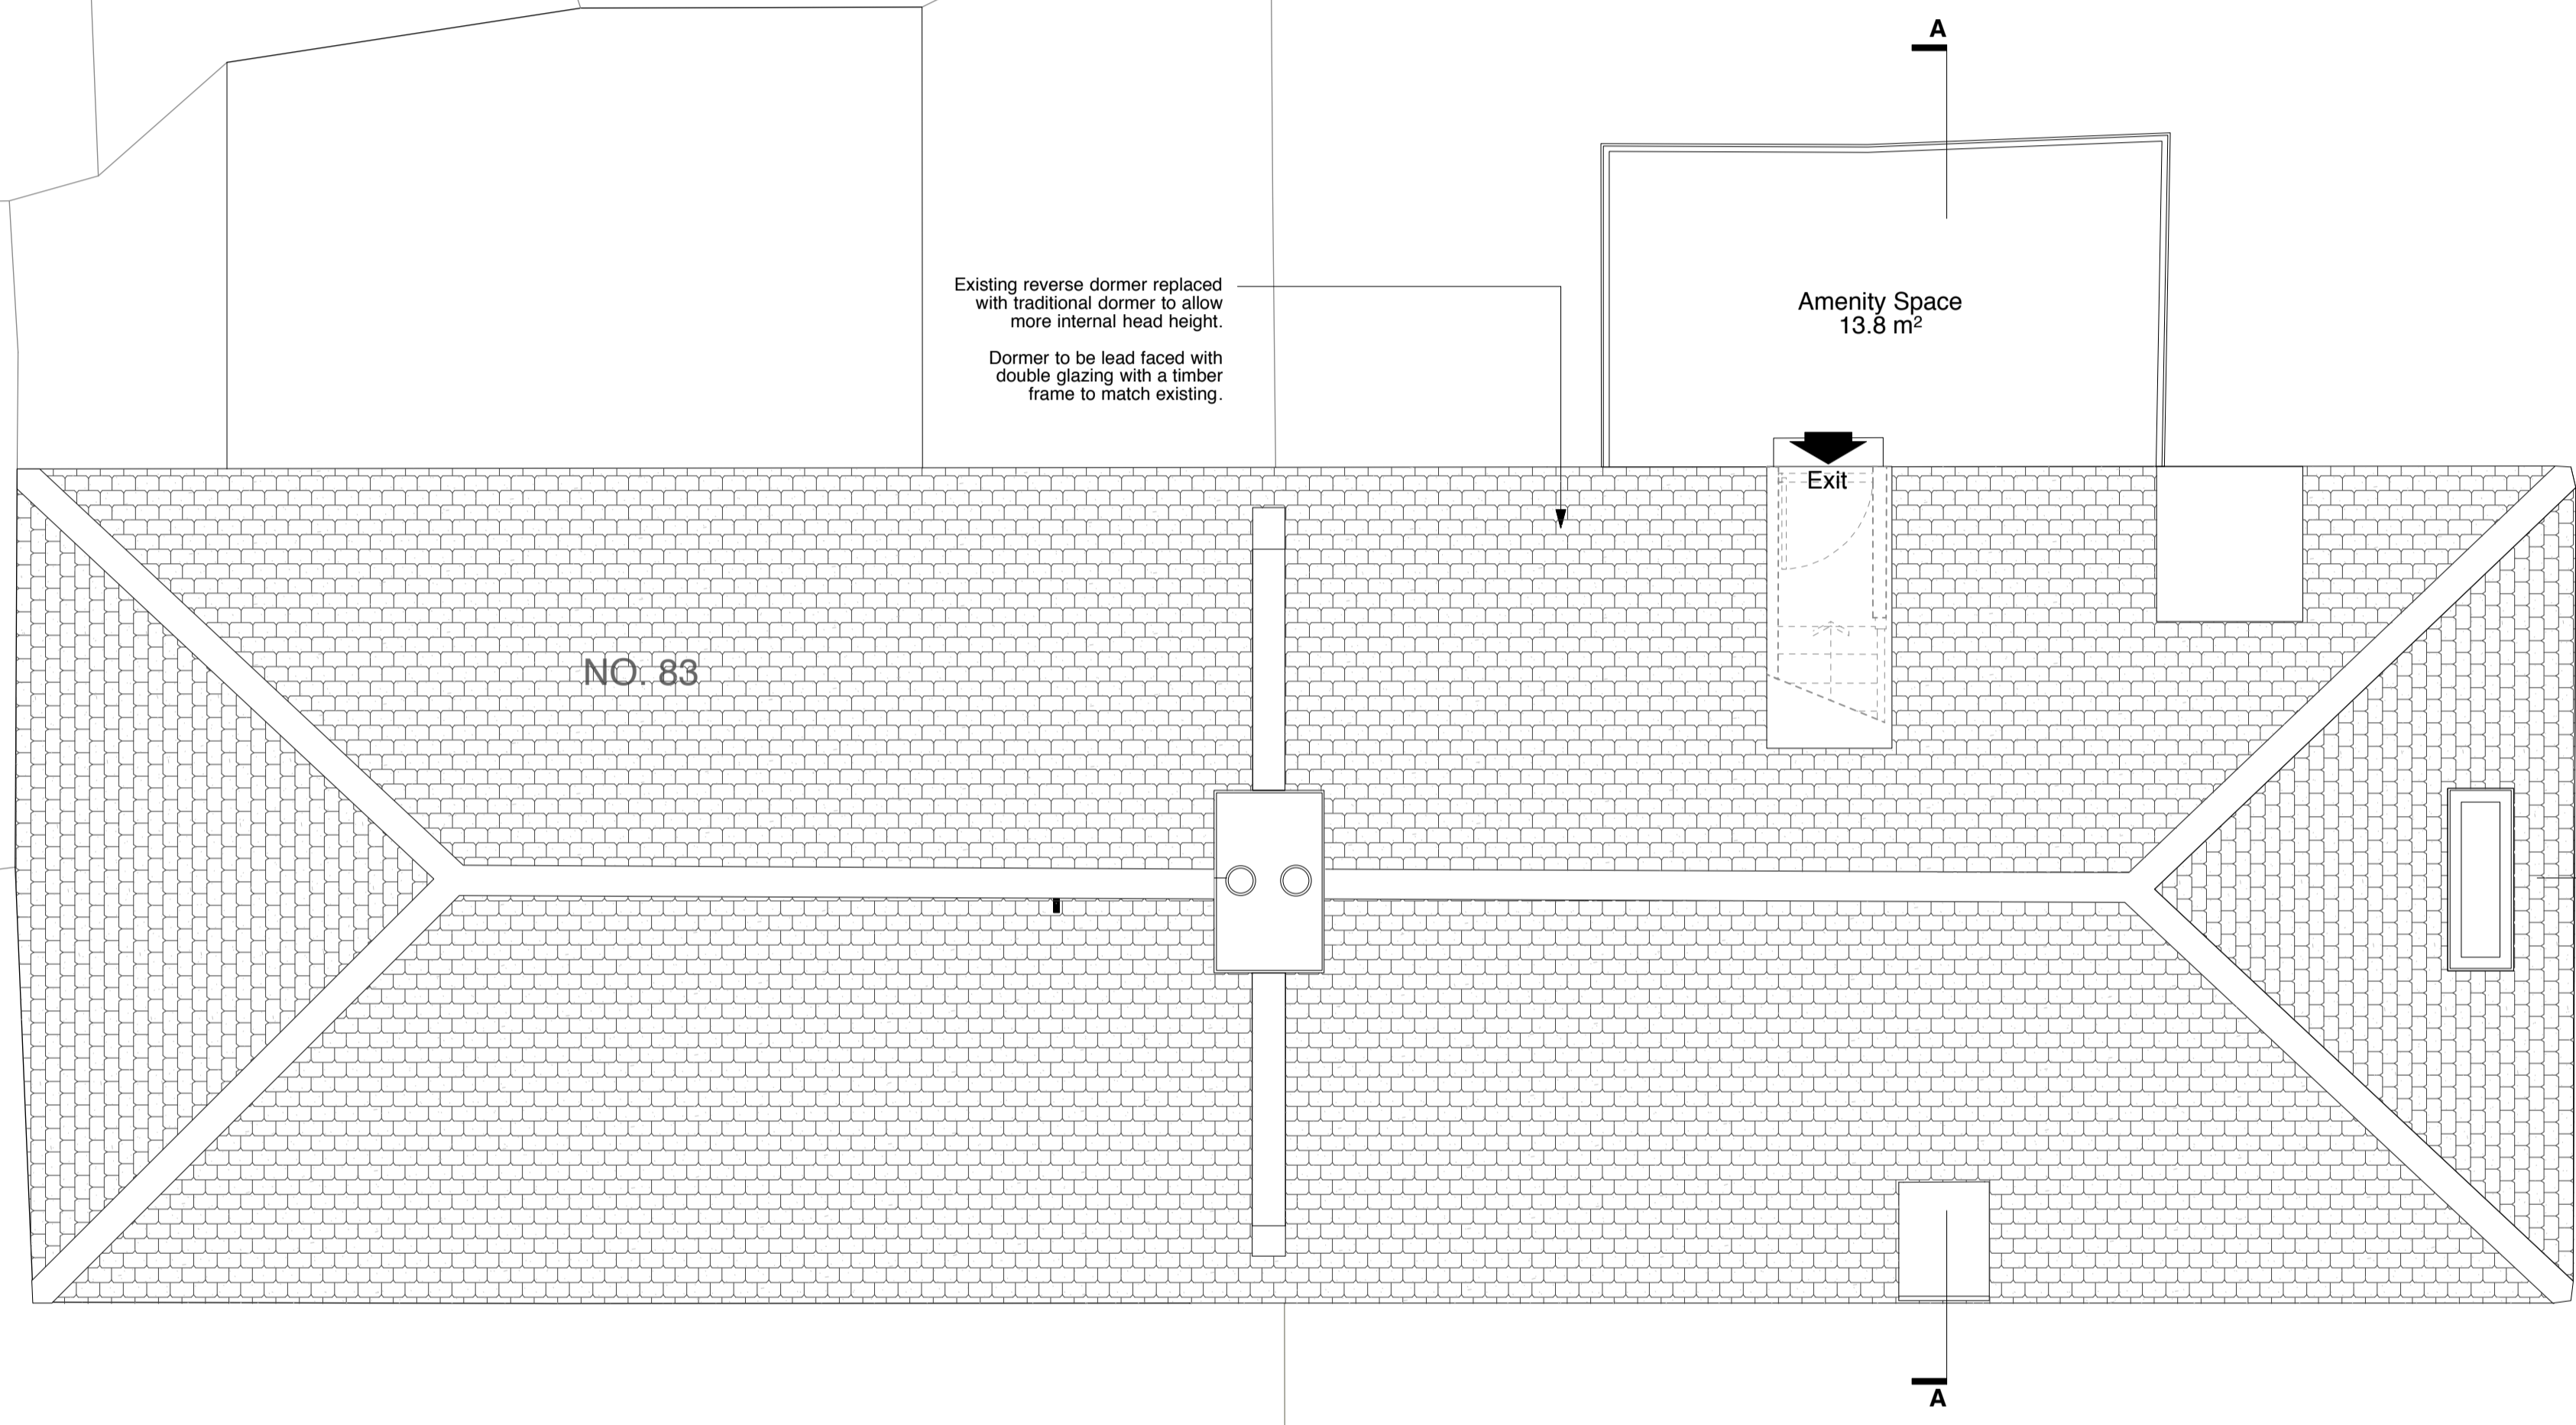 A
Existing reverse dormer replaced
with traditional dormer to allow
more internal head height.
Dormer to be lead faced with
double glazing with a timber
frame to match existing.
Amenity Space
13.8 m²
Exit
NO. 83
A